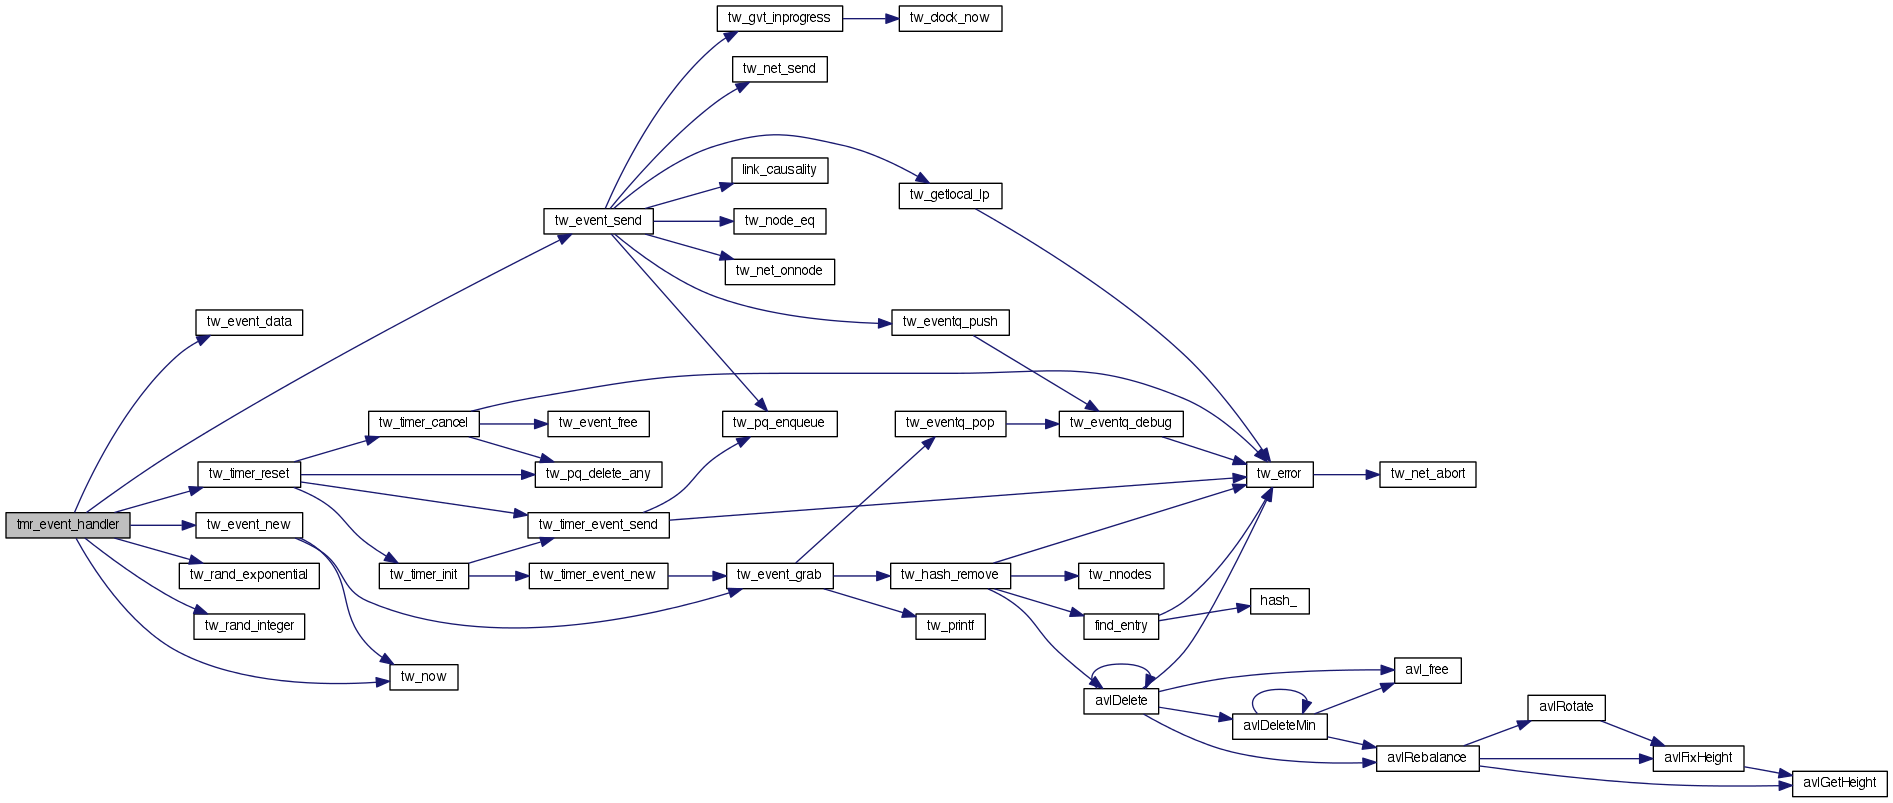 tw_gvt_inprogress
tw_clock_now
tw_net_send
link_causality
tw_getlocal_lp
tw_event_send
tw_node_eq
tw_net_onnode
tw_event_data
tw_eventq_push
tw_timer_cancel
tw_event_free
tw_pq_enqueue
tw_eventq_pop
tw_eventq_debug
tw_timer_reset
tw_pq_delete_any
tw_error
tw_net_abort
tmr_event_handler
tw_event_new
tw_timer_event_send
tw_rand_exponential
tw_timer_init
tw_timer_event_new
tw_event_grab
tw_hash_remove
tw_nnodes
hash_
tw_rand_integer
tw_printf
find_entry
tw_now
avl_free
avlDelete
avlRotate
avlDeleteMin
avlRebalance
avlFixHeight
avlGetHeight